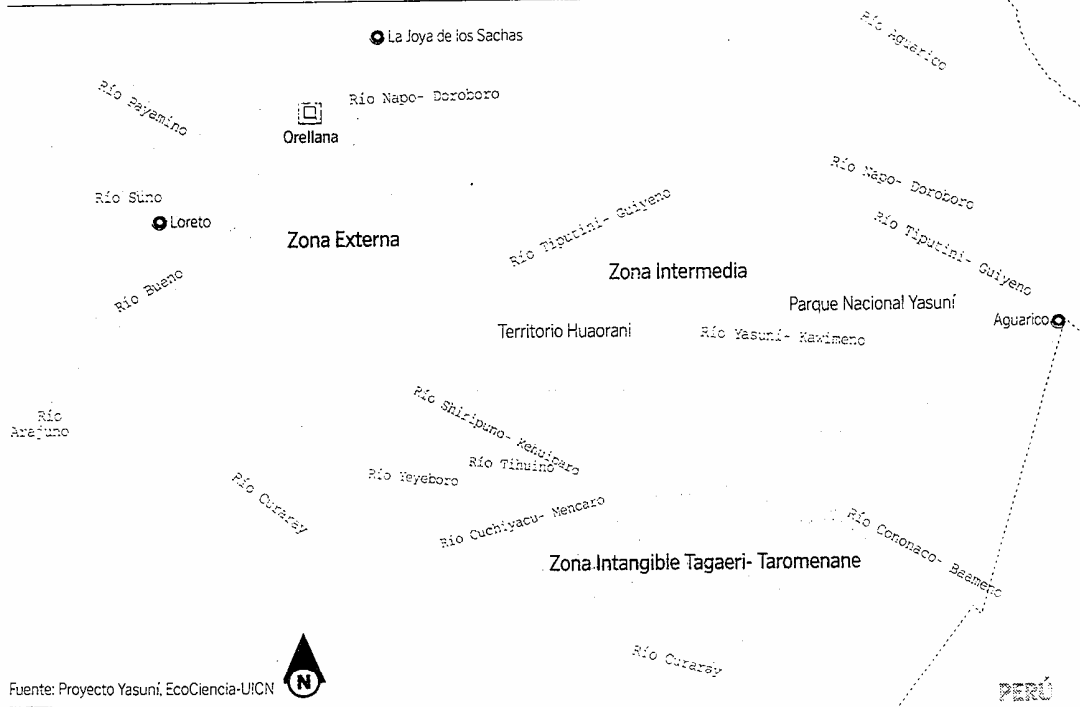 La Joya de los Sachas
Río Aguarico
Río Payamino
Río Napo- Doroboro
Orellana
Río Napo- Doroboro
Río Suno
Loreto
Río Tiputini- Guiyeno
Río Tiputini- Guiyeno
Zona Externa
Zona Intermedia
Río Bueno
Parque Nacional Yasuní
Aguarico
Territorio Huaorani
Río Yasuní- Kawimeno
Río
Arajuno
Río Shiripuno- Kehuiparo
Río Tihuino
Río Yeyeboro
Río Curaray
Río Cuchiyacu- Mencaro
Río Cononaco- Baameno
Zona Intangible Tagaeri- Taromenane
Río Curaray
N
Fuente: Proyecto Yasuní, EcoCiencia-UICN
PERÚ